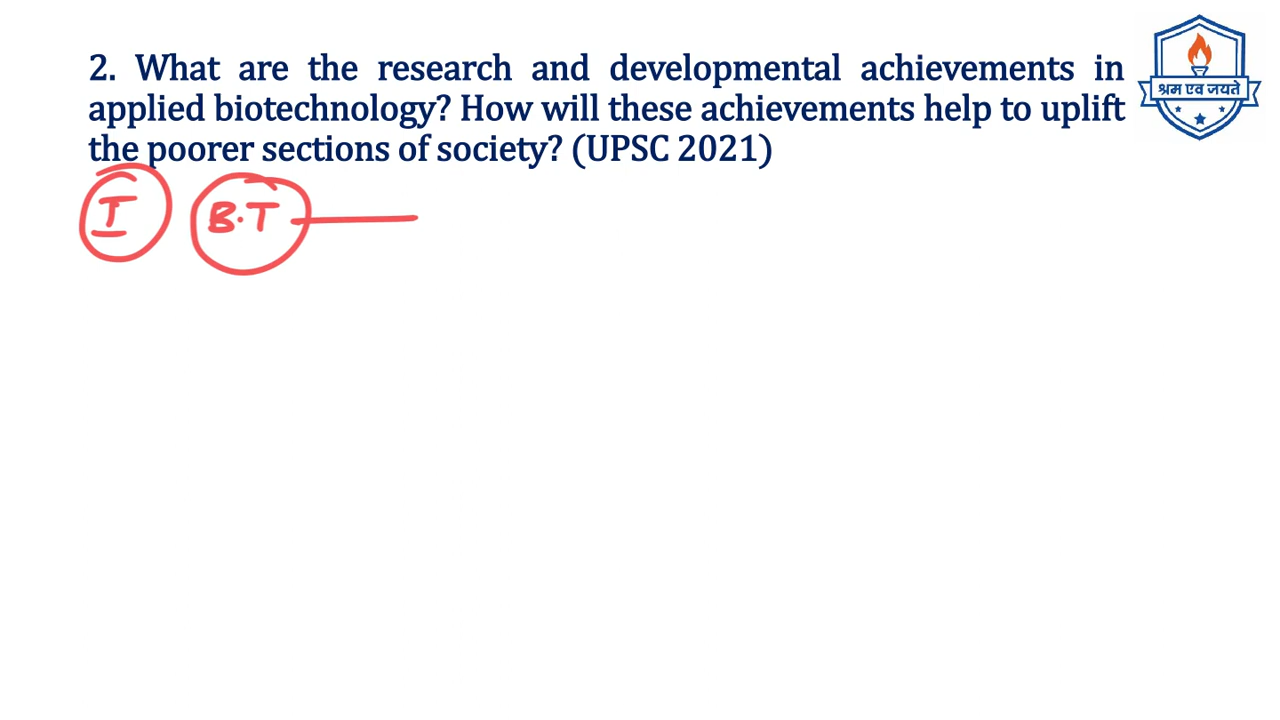 2. What are the research and developmental achievements in
applied biotechnology? How will these achievements help to uplift
the poorer sections of society? (UPSC 2021)
श्रम एव जयते
I B.T